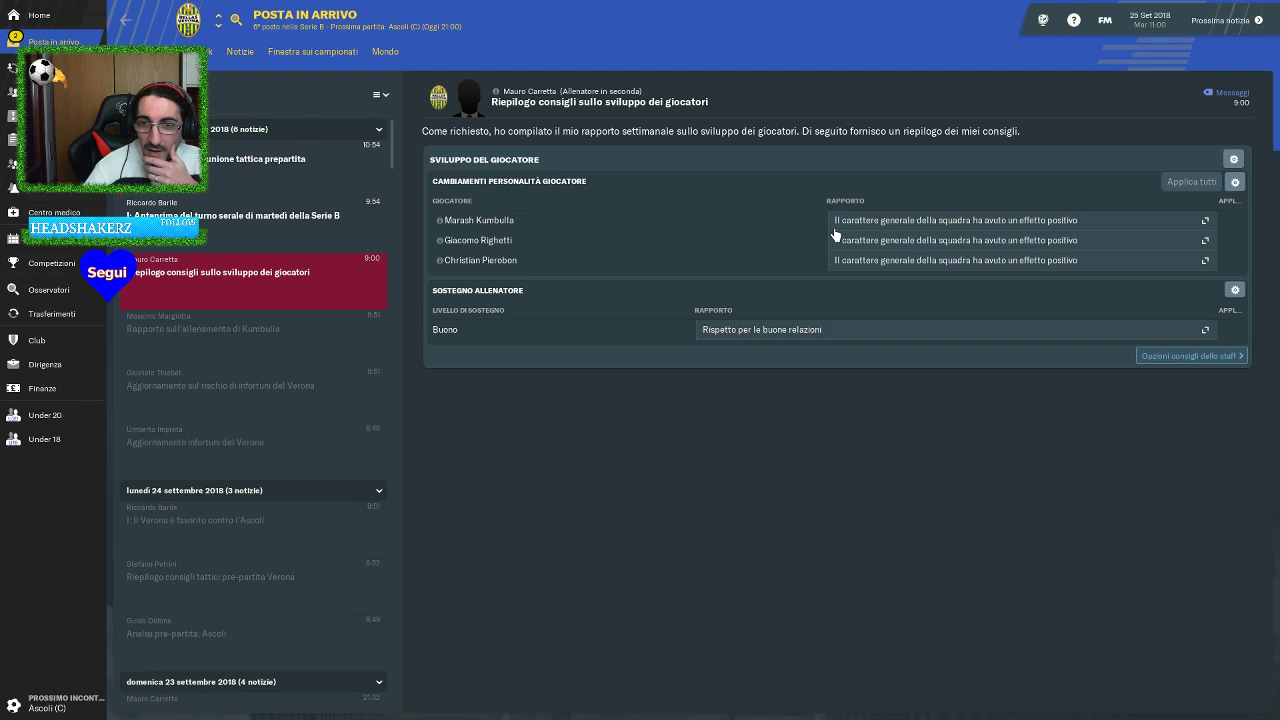 Home
POSTA IN ARRIVO
6° posto nella Serie B - Prossima partita: Ascoli (C) (Oggi 21:00)
FM
25 Set 2018
Mar 11:00
Prossima notizia
2
Posta in arrivo
Notizie
Finestra sui campionati
Mondo
Mauro Carretta (Allenatore in seconda)
Riepilogo consigli sullo sviluppo dei giocatori
Messaggi
9:00
Come richiesto, ho compilato il mio rapporto settimanale sullo sviluppo dei giocatori. Di seguito fornisco un riepilogo dei miei consigli.
SVILUPPO DEL GIOCATORE
CAMBIAMENTI PERSONALITÀ GIOCATORE
Applica tutti
GIOCATORE
RAPPORTO
APPL...
Marash Kumbulla
Il carattere generale della squadra ha avuto un effetto positivo
Giacomo Righetti
carattere generale della squadra ha avuto un effetto positivo
Christian Pierobon
Il carattere generale della squadra ha avuto un effetto positivo
SOSTEGNO ALLENATORE
LIVELLO DI SOSTEGNO
RAPPORTO
APPL...
Buono
Rispetto per le buone relazioni
Opzioni consigli dello staff
2018 (6 notizie)
10:54
unione tattica prepartita
Riccardo Barile
9:54
I: Anteprima del turno serale di martedì della Serie B
uro Carretta
9:00
epilogo consigli sullo sviluppo dei giocatori
Massimo Margiotta
8:51
Rapporto sull'allenamento di Kumbulla
Gabriele Thiebat
8:51
Aggiornamento sul rischio di infortuni del Verona
Umberto Improta
8:48
Aggiornamento infortuni del Verona
lunedì 24 settembre 2018 (3 notizie)
Riccardo Barile
9:51
I: Il Verona è favorito contro l'Ascoli
Stefano Pettini
8:52
Riepilogo consigli tattici pre-partita Verona
Guido Didona
8:49
Analisi pre-partita: Ascoli
domenica 23 settembre 2018 (4 notizie)
Mauro Carretta
21:32
Centro medico
HEADSHAKERZ
FOLLOW
Segui
Competizioni
Osservatori
Trasferimenti
Club
Dirigenza
Finanze
Under 20
Under 18
PROSSIMO INCONT...
Ascoli (C)